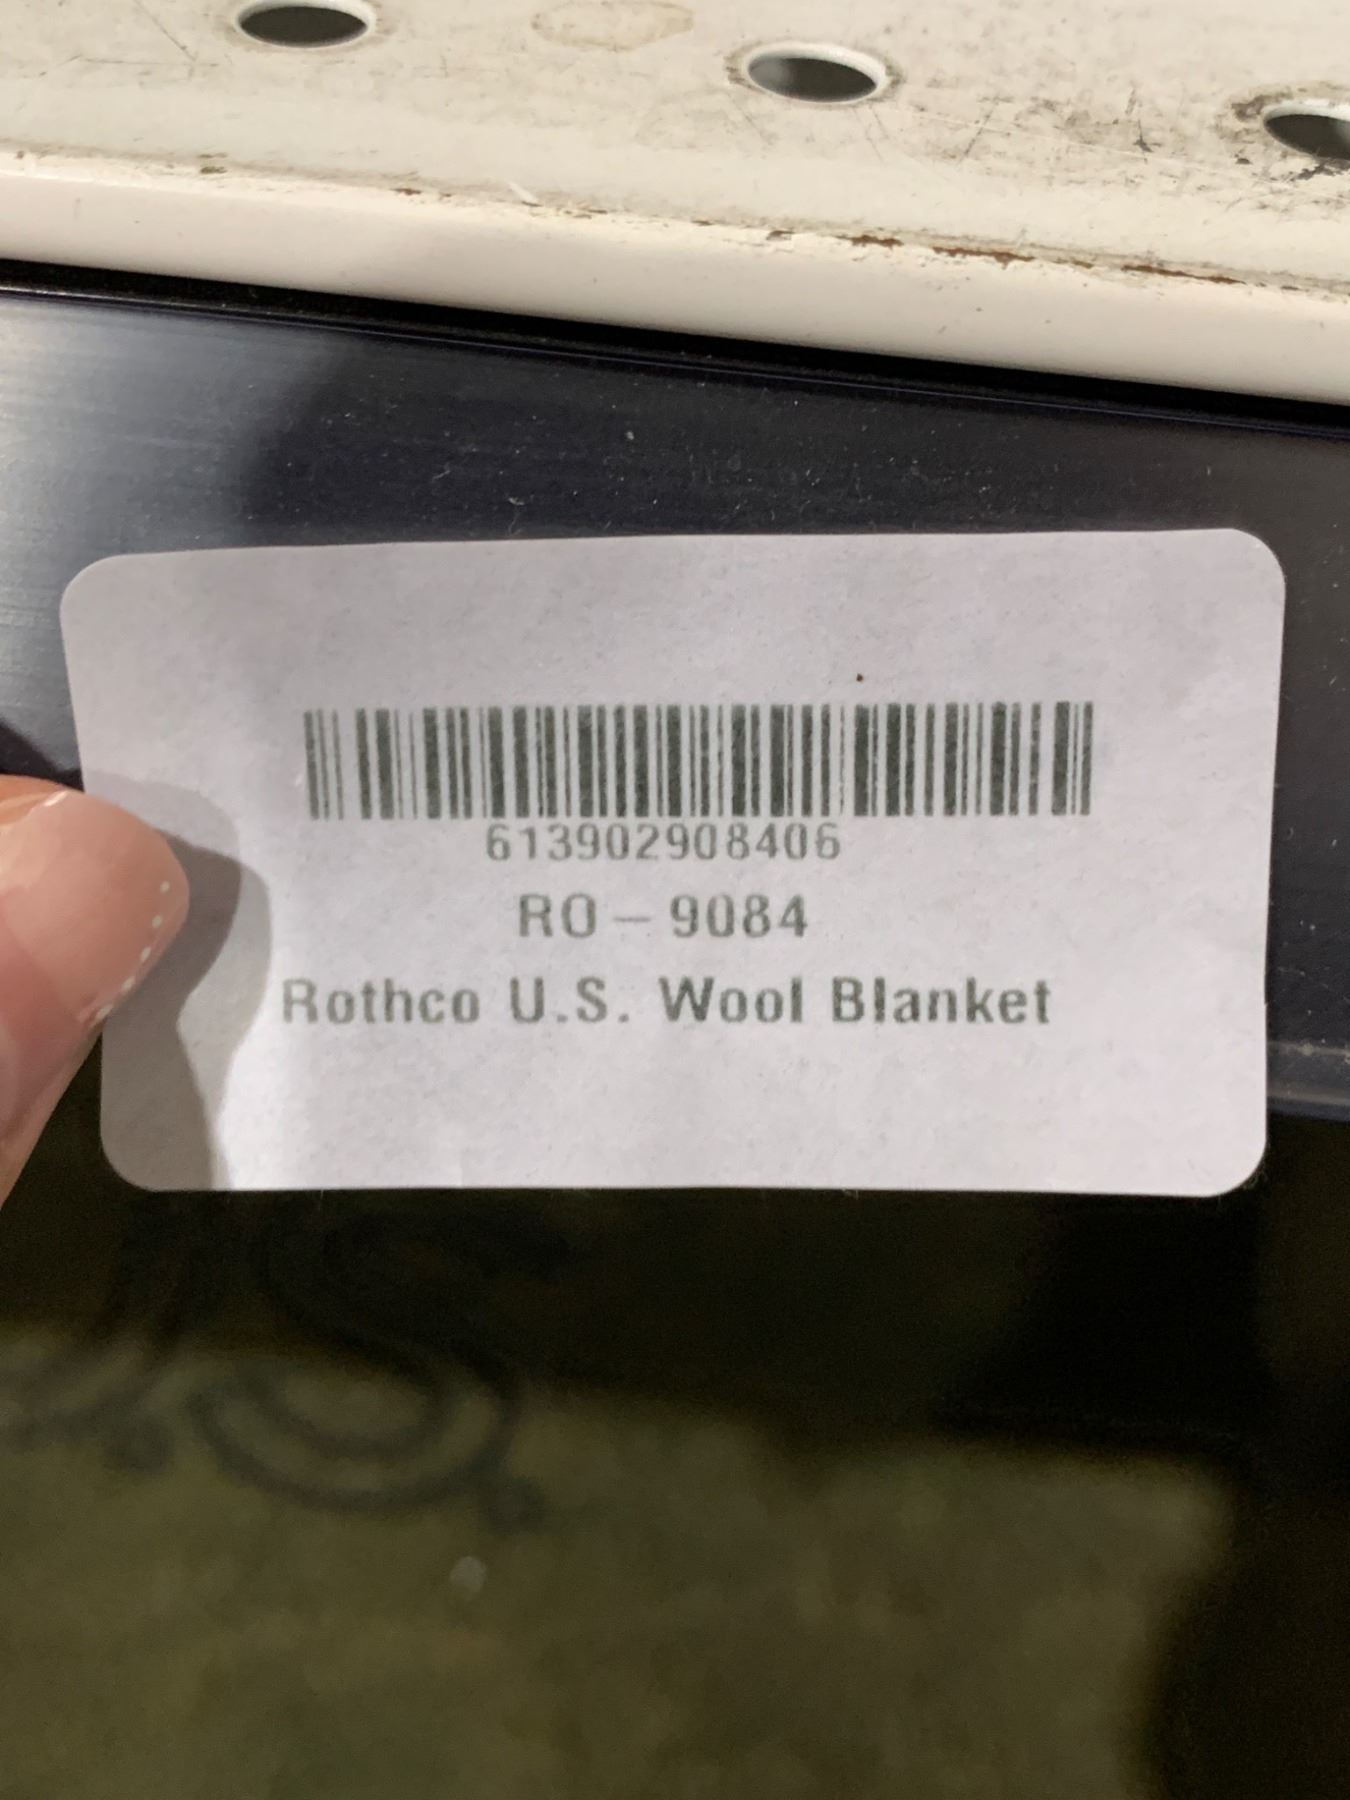 613902908406
RO – 9084
Rothco U.S. Wool Blanket